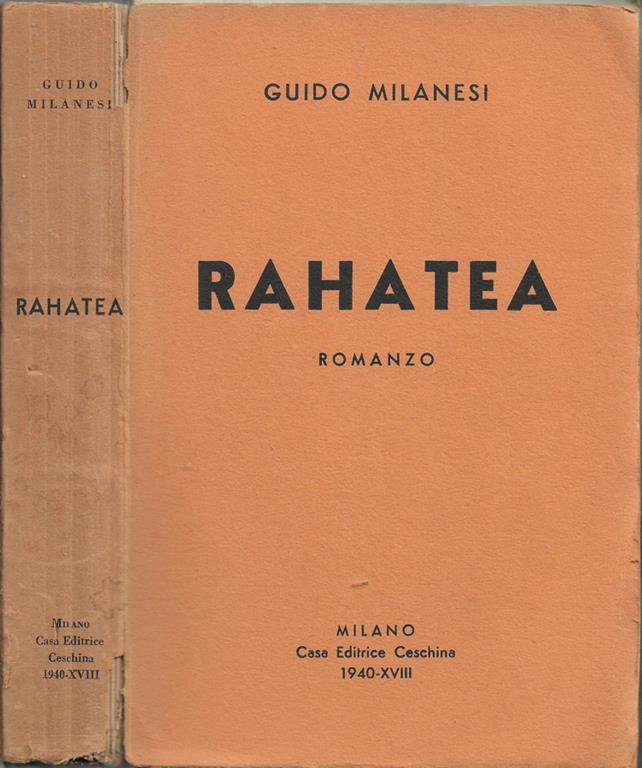 GUIDO
MILANESI
RAHATEA
MILANO
Casa Editrice
Ceschina
1940-XVIII
GUIDO MILANESI
RAHATEA
ROMANZO
MILANO
Casa Editrice Ceschina
1940-XVIII